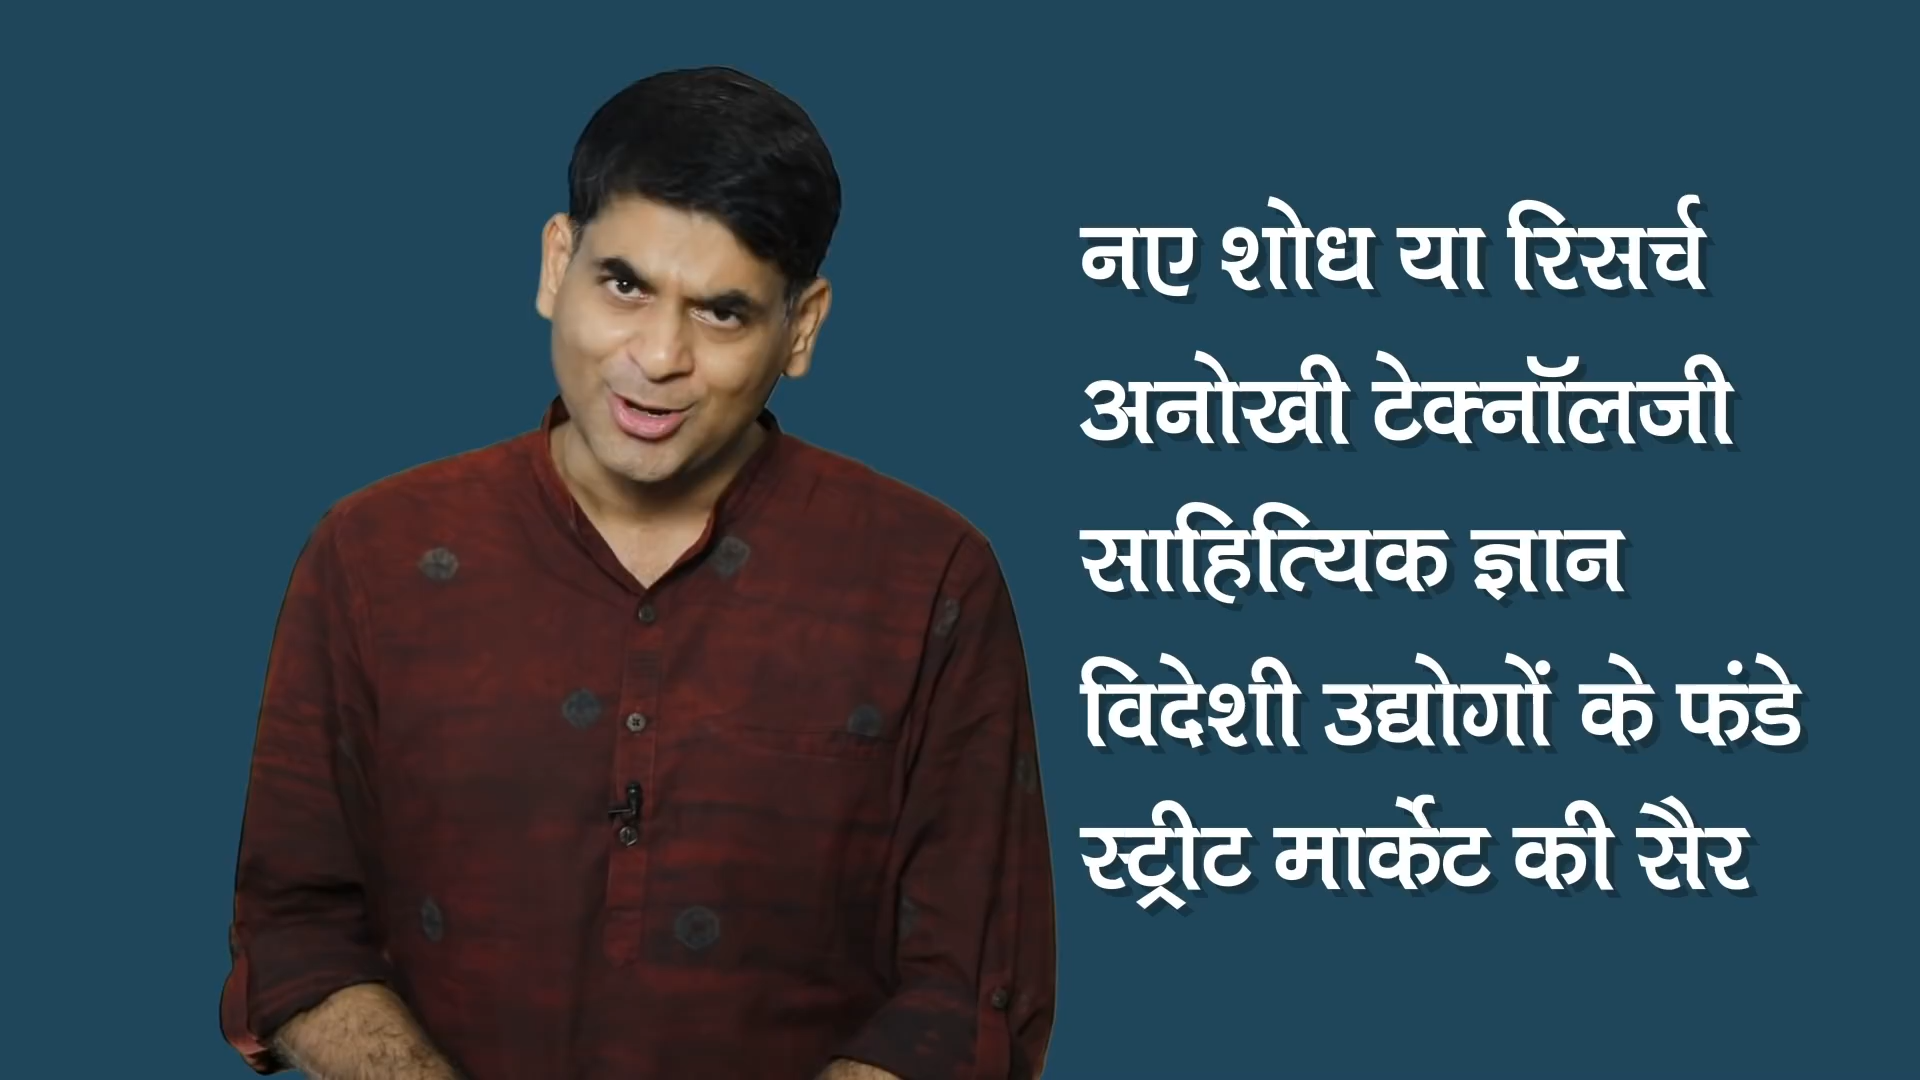 नए शोध या रिसर्च
अनोखी टेक्नॉलजी
साहित्यिक ज्ञान
विदेशी उद्योगों के फंडे
स्ट्रीट मार्केट की सैर